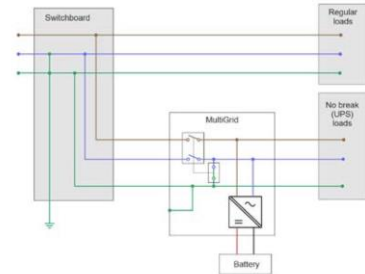 Switchboard
Regular
loads
MultiGrid
No break
(UPS)
loads
Battery